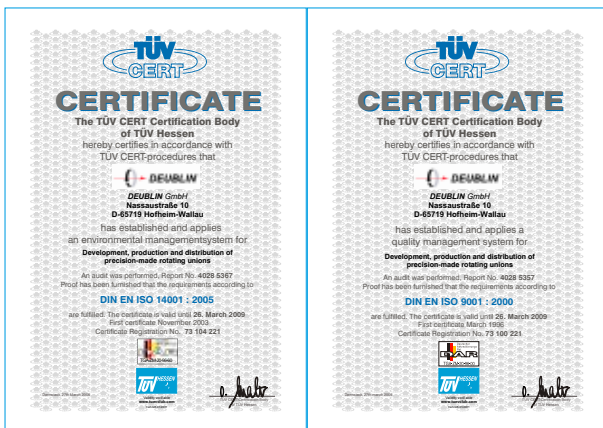 TÜV
CERT
CERTIFICATE
The TÜV CERT Certification Body
of TÜV Hessen
hereby certifies in accordance with
TÜV CERT-procedures that
DEUBLIN
DEUBLIN GmbH
Nassaustraße 10
D-65719 Hofheim-Wallau
has established and applies
an environmental managementsystem for
Development, production and distribution of
precision-made rotating unions
An audit was performed, Report No. 4028 5367
Proof has been furnished that the requirements according to
DIN EN ISO 14001 : 2005
are fulfilled. The certificate is valid until 26. March 2009
First certificate November 2003
Certificate Registration No. 73 104 221
TÜV HESSEN
TÜV
CERT
CERTIFICATE
The TÜV CERT Certification Body
of TÜV Hessen
hereby certifies in accordance with
TÜV CERT-procedures that
DEUBLIN
DEUBLIN GmbH
Nassaustraße 10
D-65719 Hofheim-Wallau
has established and applies a
quality management system for
Development, production and distribution of
precision-made rotating unions
An audit was performed, Report No. 4028 5357
Proof has been furnished that the requirements according to
DIN EN ISO 9001 : 2000
are fulfilled. The certificate is valid until 26. March 2009
First certificate March 1996
Certificate Registration No. 73 100 221
DAR
TÜV HESSEN